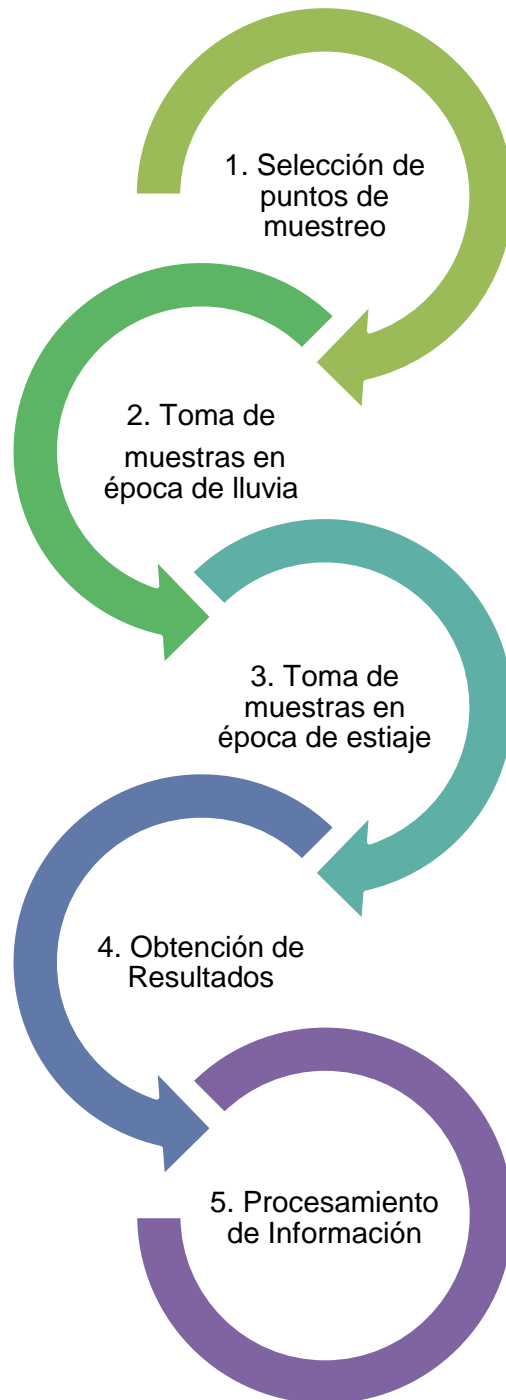 1. Selección de
puntos de
muestreo
2. Toma de
muestras en
época de lluvia
3. Toma de
muestras en
época de estiaje
4. Obtención de
Resultados
5. Procesamiento
de Información